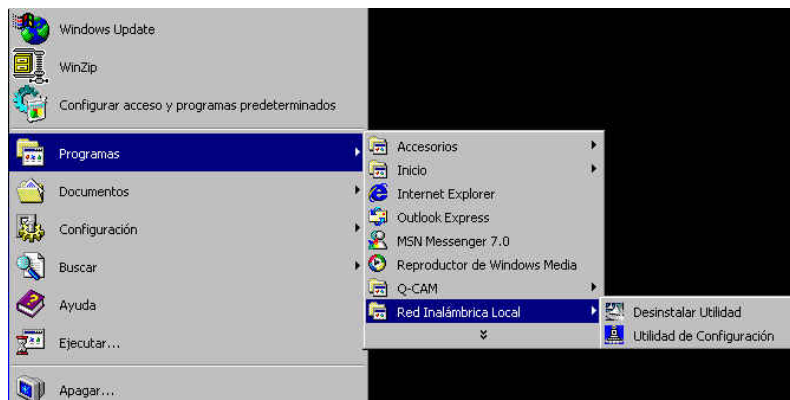 Windows Update
WinZip
Configurar acceso y programas predeterminados
Programas
Documentos
Configuración
Buscar
Ayuda
Ejecutar...
Apagar...
Accesorios
Inicio
Internet Explorer
Outlook Express
MSN Messenger 7.0
Reproductor de Windows Media
Q-CAM
Red Inalámbrica Local
Desinstalar Utilidad
Utilidad de Configuración